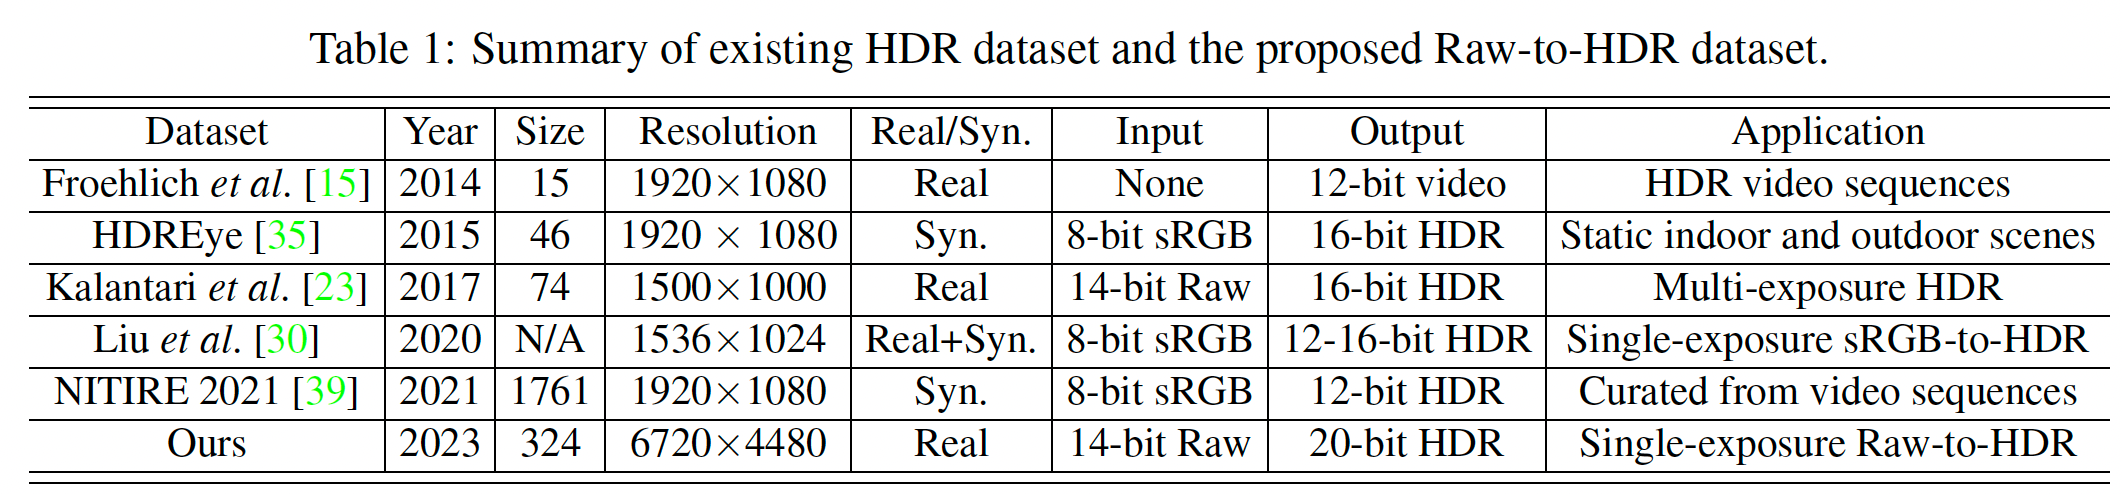 Table 1: Summary of existing HDR dataset and the proposed Raw-to-HDR dataset.
Dataset Year Size Resolution Real/Syn. Input Output Application
Froehlich et al. [15] 2014 15 1920×1080 Real None 12-bit video HDR video sequences
HDREye [35] 2015 46 1920 × 1080 Syn. 8-bit sRGB 16-bit HDR Static indoor and outdoor scenes
Kalantari et al. [23] 2017 74 1500×1000 Real 14-bit Raw 16-bit HDR Multi-exposure HDR
Liu et al. [30] 2020 N/A 1536×1024 Real+Syn. 8-bit sRGB 12-16-bit HDR Single-exposure sRGB-to-HDR
NITIRE 2021 [39] 2021 1761 1920×1080 Syn. 8-bit sRGB 12-bit HDR Curated from video sequences
Ours 2023 324 6720×4480 Real 14-bit Raw 20-bit HDR Single-exposure Raw-to-HDR